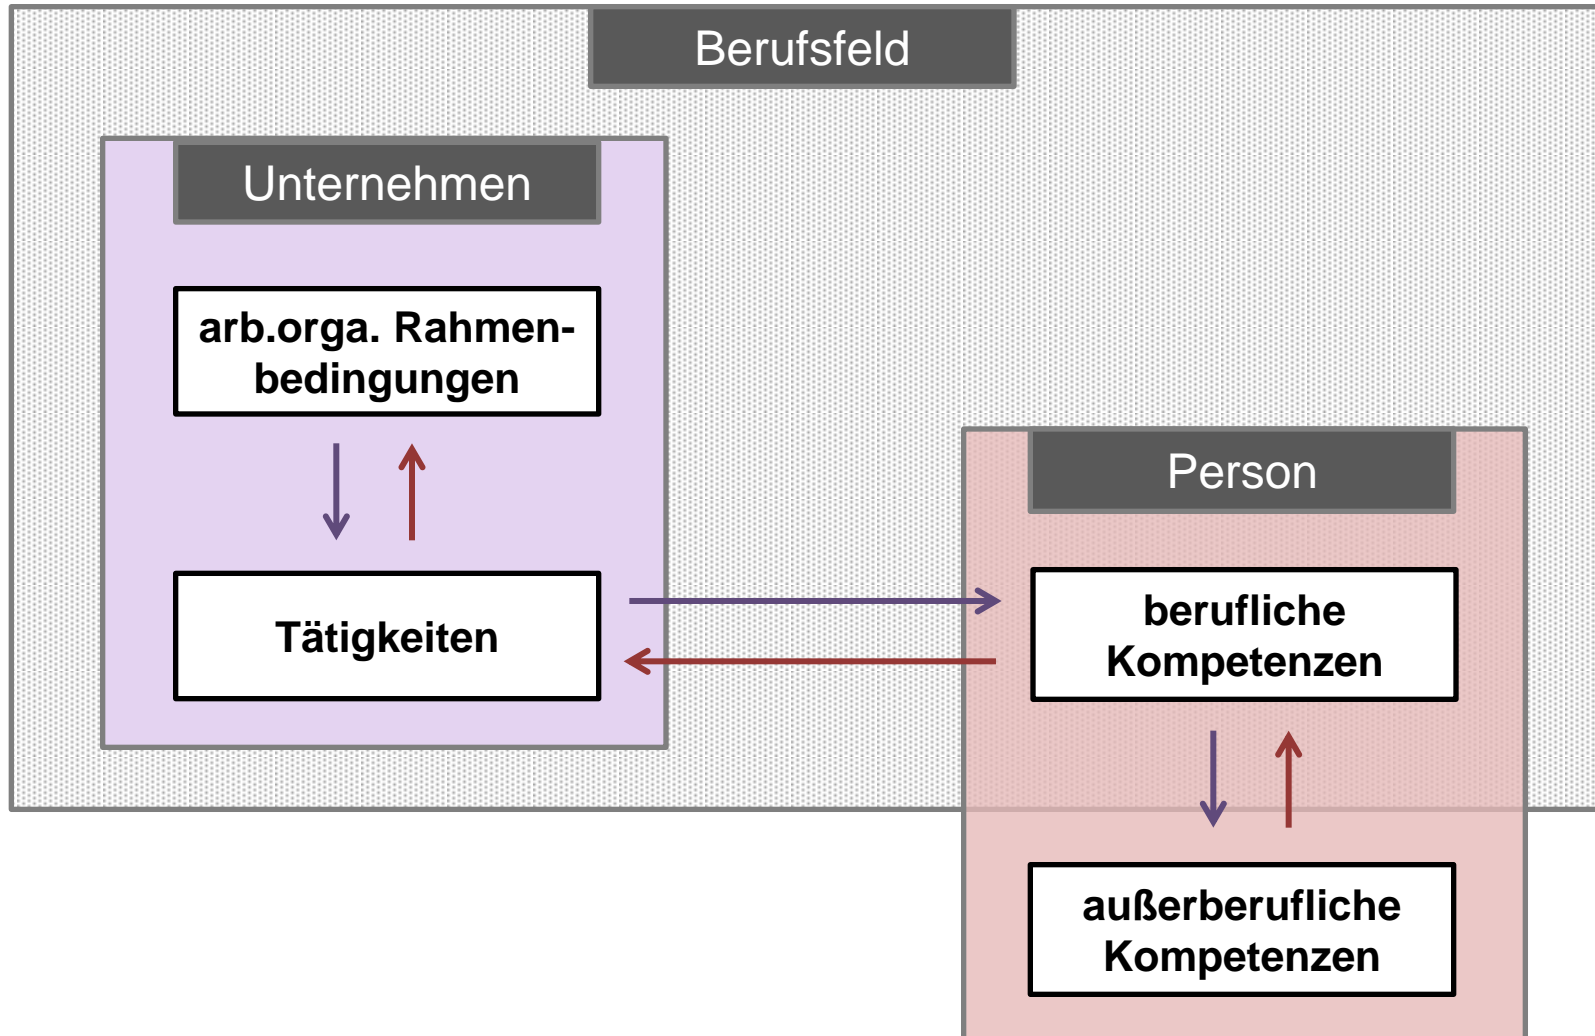 Berufsfeld
Unternehmen
arb.orga. Rahmen-
bedingungen
Tätigkeiten
Person
berufliche
Kompetenzen
außerberufliche
Kompetenzen